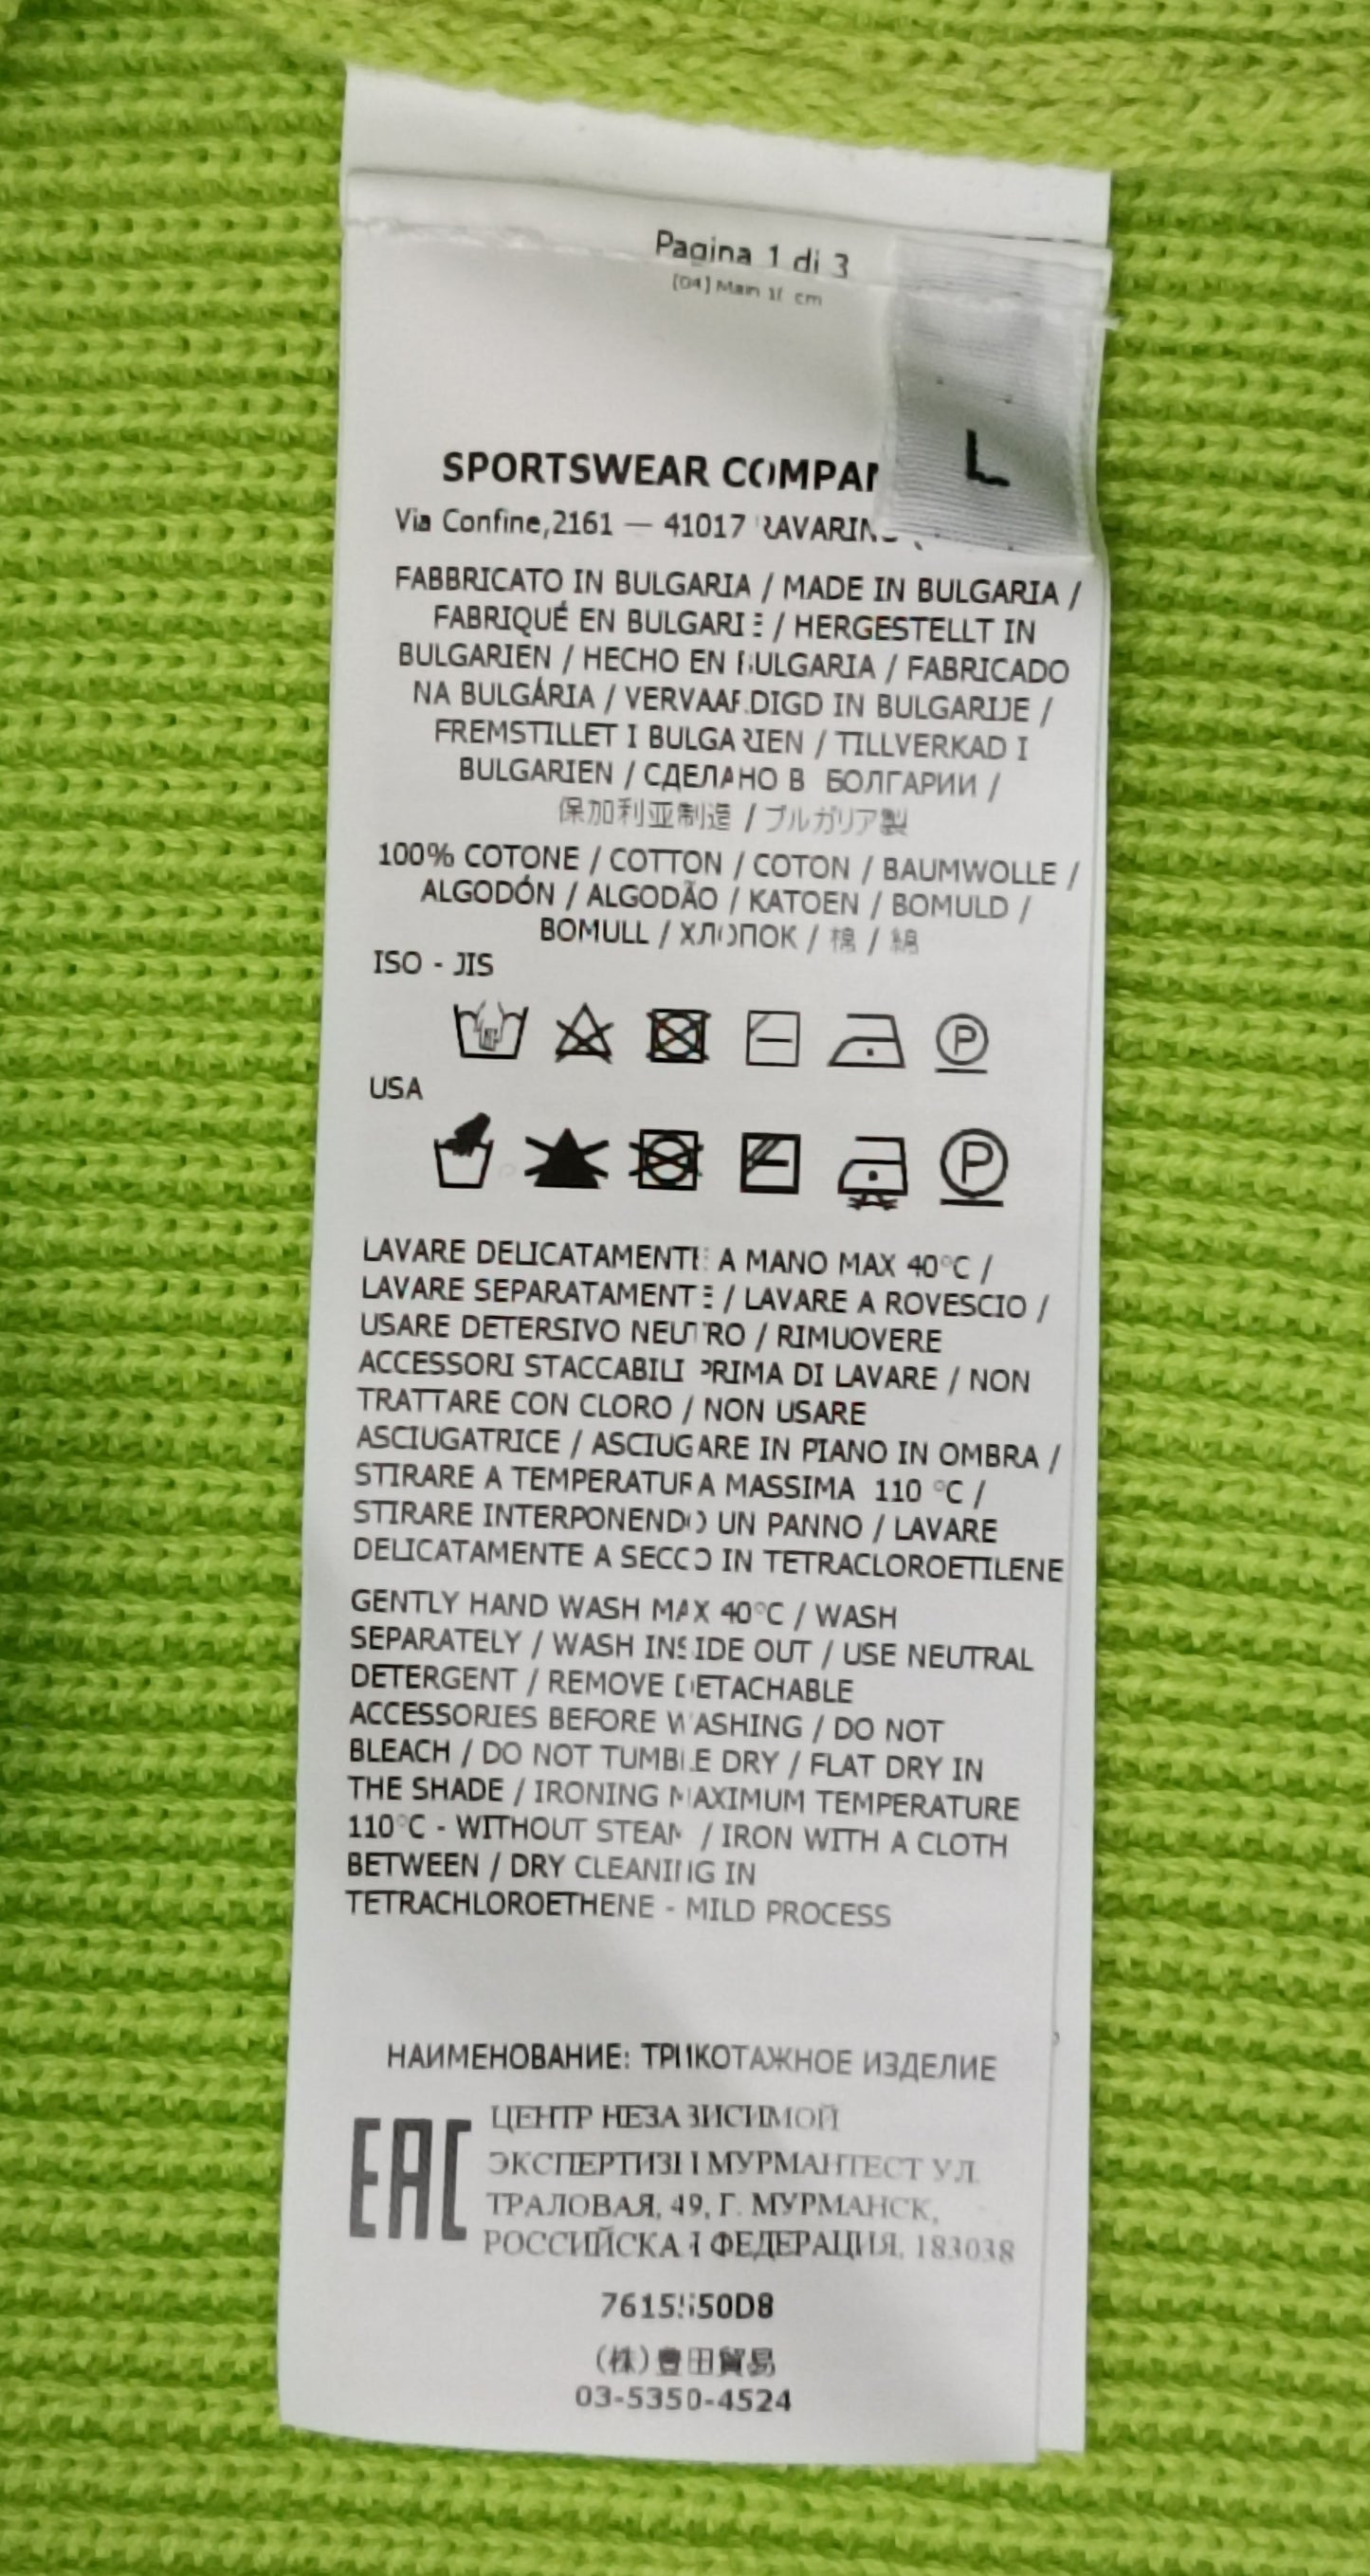 Pagina 1 di 3
L
SPORTSWEAR
Via Confine,2161 — 41017
FABBRICATO IN BULGARIA / MADE IN BULGARIA /
FABRIQUÉ EN BULGARIE / HERGESTELLT IN
BULGARIEN / HECHO EN BULGARIA / FABRICADO
NA BULGÁRIA / VERVAARDIGD IN BULGARIJE /
FREMSTILLET I BULGARIEN / TILLVERKAD I
BULGARIEN / СДЕЛАНО В БОЛГАРИИ /
保加利亚制造 / ブルガリア製
100% COTONE / COTTON / COTON / BAUMWOLLE /
ALGODÓN / ALGODÃO / KATOEN / BOMULD /
BOMULL / ХЛОПОК / 棉 / 綿
ISO - JIS
P
USA
P
LAVARE DELICATAMENTE A MANO MAX 40°C /
LAVARE SEPARATAMENTE / LAVARE A ROVESCIO /
USARE DETERSIVO NEUTRO / RIMUOVERE
ACCESSORI STACCABILI PRIMA DI LAVARE / NON
TRATTARE CON CLORO / NON USARE
ASCIUGATRICE / ASCIUGARE IN PIANO IN OMBRA /
STIRARE A TEMPERATURA MASSIMA 110 °C /
STIRARE INTERPONENDO UN PANNO / LAVARE
DELICATAMENTE A SECCO IN TETRACLOROETILENE
GENTLY HAND WASH MAX 40°C / WASH
SEPARATELY / WASH INSIDE OUT / USE NEUTRAL
DETERGENT / REMOVE DETACHABLE
ACCESSORIES BEFORE WASHING / DO NOT
BLEACH / DO NOT TUMBLE DRY / FLAT DRY IN
THE SHADE / IRONING MAXIMUM TEMPERATURE
110°C - WITHOUT STEAM / IRON WITH A CLOTH
BETWEEN / DRY CLEANING IN
TETRACHLOROETHENE - MILD PROCESS
НАИМЕНОВАНИЕ: ТРИКОТАЖНОЕ ИЗДЕЛИЕ
EAC
ЦЕНТР НЕЗАВИСИМОЙ
ЭКСПЕРТИЗЫ МУРМАНТЕСТ УЛ.
ТРАЛОВАЯ, 49, Г. МУРМАНСК,
РОССИЙСКАЯ ФЕДЕРАЦИЯ, 183038
7615550D8
(株)豊田貿易
03-5350-4524